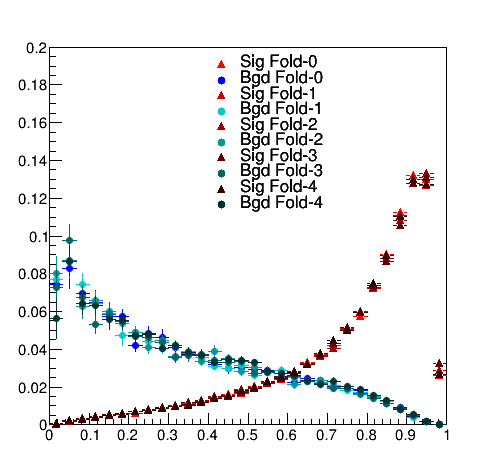 0.2
0.18
0.16
0.14
0.12
0.1
0.08
0.06
0.04
0.02
0
Sig Fold-0
Bgd Fold-0
Sig Fold-1
Bgd Fold-1
Sig Fold-2
Bgd Fold-2
Sig Fold-3
Bgd Fold-3
Sig Fold-4
Bgd Fold-4
0 0.1 0.2 0.3 0.4 0.5 0.6 0.7 0.8 0.9 1